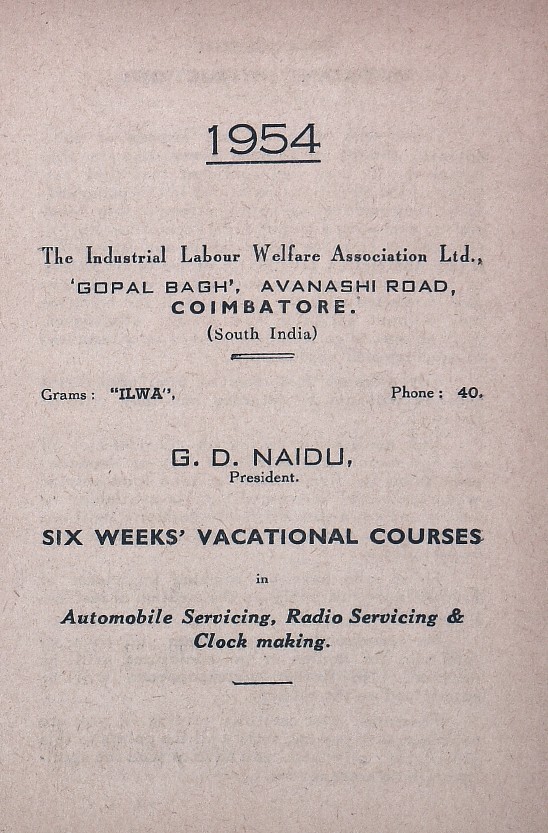 1954
The Industrial Labour Welfare Association Ltd.,
'GOPAL BAGH', AVANASHI ROAD,
COIMBATORE.
(South India)
Grams : "ILWA", Phone : 40.
G. D. NAIDU,
President.
SIX WEEKS' VACATIONAL COURSES
in
Automobile Servicing, Radio Servicing &
Clock making.